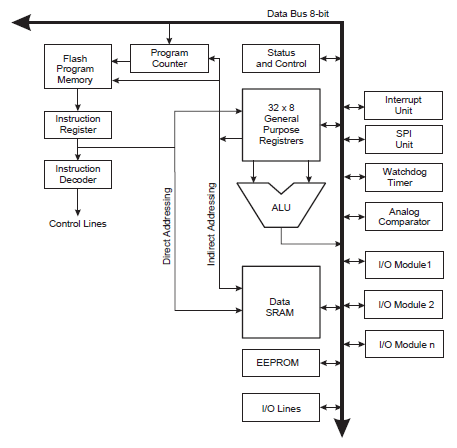 Data Bus 8-bit
Flash
Program
Memory
Program
Counter
Status
and Control
32 x 8
General
Purpose
Registrers
Instruction
Register
Instruction
Decoder
Control Lines
Direct Addressing
Indirect Addressing
ALU
Interrupt
Unit
SPI
Unit
Watchdog
Timer
Analog
Comparator
I/O Module1
Data
SRAM
I/O Module 2
I/O Module n
EEPROM
I/O Lines